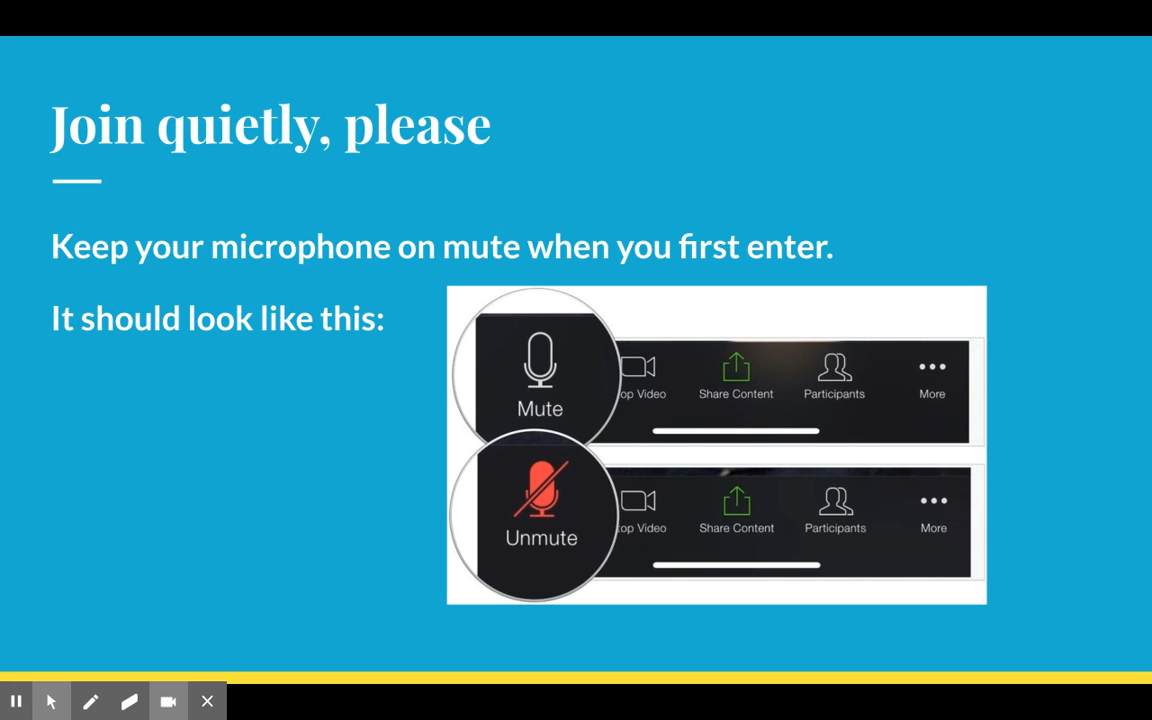 Join quietly, please
Keep your microphone on mute when you first enter.
It should look like this:
Mute
op Video Share Content Participants More
Unmute
op Video Share Content Participants More